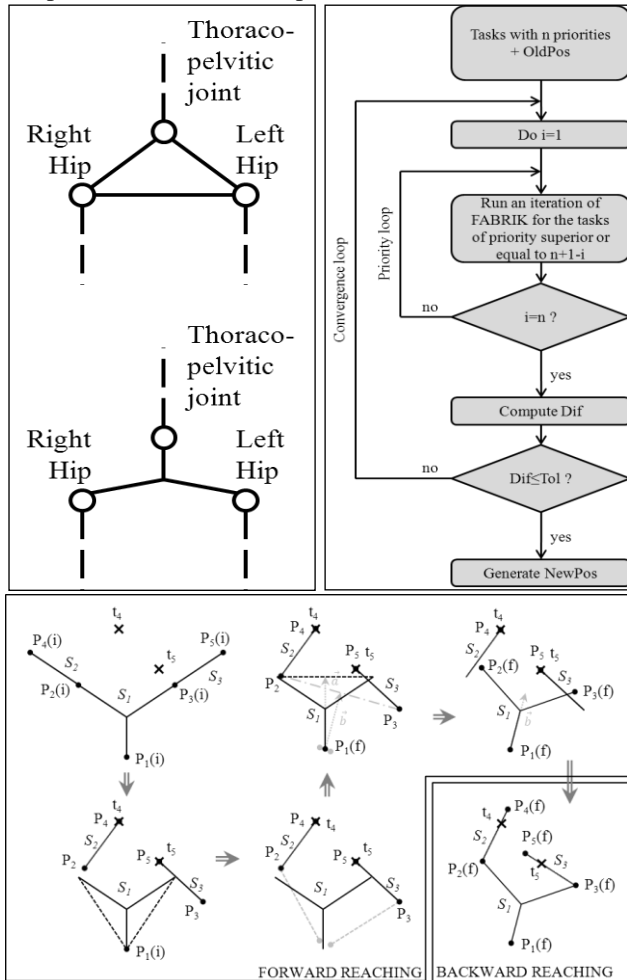 Thoraco-
pelvitic
joint
Right
Hip
Left
Hip
Thoraco-
pelvitic
joint
Right
Hip
Left
Hip
Tasks with n priorities
+ OldPos
Do i=1
Run an iteration of
FABRIK for the tasks
of priority superior or
equal to n+1-i
Convergence loop
Priority loop
no
i=n ?
yes
Compute Dif
no
Dif≤Tol ?
yes
Generate NewPos
t₄
P₄(i)
P₅(i)
S₂
t₅
S₃
P₂(i)
S₁
P₃(i)
P₁(i)
P₄
t₄
S₂
P₅
t₅
P₂
S₁
S₃
P₃
P₁(i)
P₄
t₄
S₂
P₅
t₅
P₂
S₁
S₃
P₃
P₄
t₄
S₂
P₅
t₅
P₂
d⃗
S₃
S₁
b⃗
P₃
P₁(f)
P₄
t₄
S₂
P₅
t₅
P₂(f)
S₃
P₃(f)
S₁
b⃗
P₁(f)
P₄(f)
t₄
S₂
P₅(f)
P₂(f)
t₅
S₃
P₃(f)
S₁
P₁(f)
FORWARD REACHING
BACKWARD REACHING